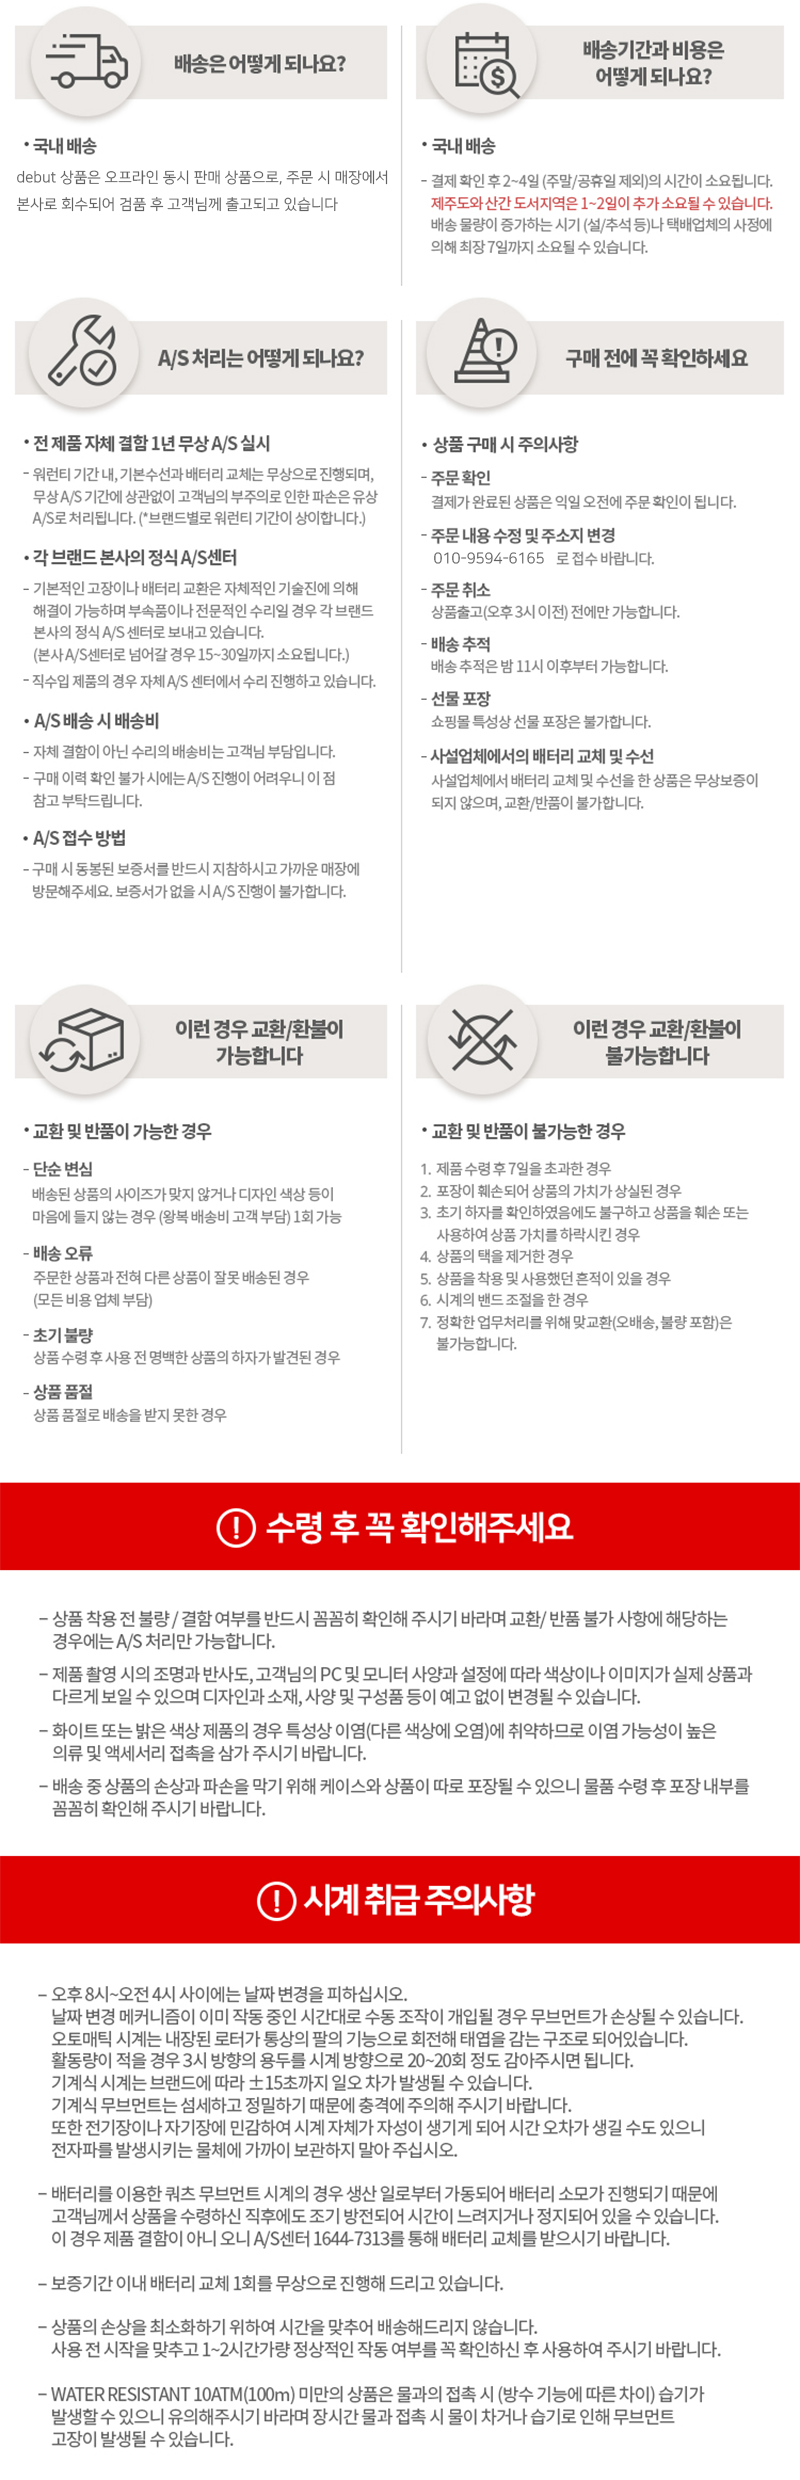 배송은 어떻게 되나요?
• 국내 배송
debut 상품은 오프라인 동시 판매 상품으로, 주문 시 매장에서
본사로 회수되어 검품 후 고객님께 출고되고 있습니다
배송기간과 비용은
어떻게 되나요?
• 국내 배송
- 결제 확인 후 2~4일 (주말/공휴일 제외)의 시간이 소요됩니다.
제주도와 산간 도서지역은 1~2일이 추가 소요될 수 있습니다.
배송 물량이 증가하는 시기 (설/추석 등)나 택배업체의 사정에
의해 최장 7일까지 소요될 수 있습니다.
A/S 처리는 어떻게 되나요?
• 전 제품 자체 결함 1년 무상 A/S 실시
- 워런티 기간 내, 기본수선과 배터리 교체는 무상으로 진행되며,
무상 A/S 기간에 상관없이 고객님의 부주의로 인한 파손은 유상
A/S로 처리됩니다. (*브랜드별로 워런티 기간이 상이합니다.)
• 각 브랜드 본사의 정식 A/S센터
- 기본적인 고장이나 배터리 교환은 자체적인 기술진에 의해
해결이 가능하며 부속품이나 전문적인 수리일 경우 각 브랜드
본사의 정식 A/S 센터로 보내고 있습니다.
(본사 A/S센터로 넘어갈 경우 15~30일까지 소요됩니다.)
- 직수입 제품의 경우 자체 A/S 센터에서 수리 진행하고 있습니다.
• A/S 배송 시 배송비
- 자체 결함이 아닌 수리의 배송비는 고객님 부담입니다.
- 구매 이력 확인 불가 시에는 A/S 진행이 어려우니 이 점
참고 부탁드립니다.
• A/S 접수 방법
- 구매 시 동봉된 보증서를 반드시 지참하시고 가까운 매장에
방문해주세요. 보증서가 없을 시 A/S 진행이 불가합니다.
구매 전에 꼭 확인하세요
• 상품 구매 시 주의사항
- 주문 확인
결제가 완료된 상품은 익일 오전에 주문 확인이 됩니다.
- 주문 내용 수정 및 주소지 변경
010-9594-6165 로 접수 바랍니다.
- 주문 취소
상품출고(오후 3시 이전) 전에만 가능합니다.
- 배송 추적
배송 추적은 밤 11시 이후부터 가능합니다.
- 선물 포장
쇼핑몰 특성상 선물 포장은 불가합니다.
- 사설업체에서의 배터리 교체 및 수선
사설업체에서 배터리 교체 및 수선을 한 상품은 무상보증이
되지 않으며, 교환/반품이 불가합니다.
이런 경우 교환/환불이
가능합니다
• 교환 및 반품이 가능한 경우
- 단순 변심
배송된 상품의 사이즈가 맞지 않거나 디자인 색상 등이
마음에 들지 않는 경우 (왕복 배송비 고객 부담) 1회 가능
- 배송 오류
주문한 상품과 전혀 다른 상품이 잘못 배송된 경우
(모든 비용 업체 부담)
- 초기 불량
상품 수령 후 사용 전 명백한 상품의 하자가 발견된 경우
- 상품 품절
상품 품절로 배송을 받지 못한 경우
이런 경우 교환/환불이
불가능합니다
• 교환 및 반품이 불가능한 경우
1. 제품 수령 후 7일을 초과한 경우
2. 포장이 훼손되어 상품의 가치가 상실된 경우
3. 초기 하자를 확인하였음에도 불구하고 상품을 훼손 또는
사용하여 상품 가치를 하락시킨 경우
4. 상품의 택을 제거한 경우
5. 상품을 착용 및 사용했던 흔적이 있을 경우
6. 시계의 밴드 조절을 한 경우
7. 정확한 업무처리를 위해 맞교환(오배송, 불량 포함)은
불가능합니다.
수령 후 꼭 확인해주세요
- 상품 착용 전 불량 / 결함 여부를 반드시 꼼꼼히 확인해 주시기 바라며 교환/ 반품 불가 사항에 해당하는
경우에는 A/S 처리만 가능합니다.
- 제품 촬영 시의 조명과 반사도, 고객님의 PC 및 모니터 사양과 설정에 따라 색상이나 이미지가 실제 상품과
다르게 보일 수 있으며 디자인과 소재, 사양 및 구성품 등이 예고 없이 변경될 수 있습니다.
- 화이트 또는 밝은 색상 제품의 경우 특성상 이염(다른 색상에 오염)에 취약하므로 이염 가능성이 높은
의류 및 액세서리 접촉을 삼가 주시기 바랍니다.
- 배송 중 상품의 손상과 파손을 막기 위해 케이스와 상품이 따로 포장될 수 있으니 물품 수령 후 포장 내부를
꼼꼼히 확인해 주시기 바랍니다.
시계 취급 주의사항
- 오후 8시~오전 4시 사이에는 날짜 변경을 피하십시오.
날짜 변경 메커니즘이 이미 작동 중인 시간대로 수동 조작이 개입될 경우 무브먼트가 손상될 수 있습니다.
오토매틱 시계는 내장된 로터가 통상의 팔의 기능으로 회전해 태엽을 감는 구조로 되어있습니다.
활동량이 적을 경우 3시 방향의 용두를 시계 방향으로 20~20회 정도 감아주시면 됩니다.
기계식 시계는 브랜드에 따라 ±15초까지 일오 차가 발생될 수 있습니다.
기계식 무브먼트는 섬세하고 정밀하기 때문에 충격에 주의해 주시기 바랍니다.
또한 전기장이나 자기장에 민감하여 시계 자체가 자성이 생기게 되어 시간 오차가 생길 수도 있으니
전자파를 발생시키는 물체에 가까이 보관하지 말아 주십시오.
- 배터리를 이용한 쿼츠 무브먼트 시계의 경우 생산 일로부터 가동되어 배터리 소모가 진행되기 때문에
고객님께서 상품을 수령하신 직후에도 조기 방전되어 시간이 느려지거나 정지되어 있을 수 있습니다.
이 경우 제품 결함이 아니 오니 A/S센터 1644-7313를 통해 배터리 교체를 받으시기 바랍니다.
- 보증기간 이내 배터리 교체 1회를 무상으로 진행해 드리고 있습니다.
- 상품의 손상을 최소화하기 위하여 시간을 맞추어 배송해드리지 않습니다.
사용 전 시작을 맞추고 1~2시간가량 정상적인 작동 여부를 꼭 확인하신 후 사용하여 주시기 바랍니다.
- WATER RESISTANT 10ATM(100m) 미만의 상품은 물과의 접촉 시 (방수 기능에 따른 차이) 습기가
발생할 수 있으니 유의해주시기 바라며 장시간 물과 접촉 시 물이 차거나 습기로 인해 무브먼트
고장이 발생될 수 있습니다.